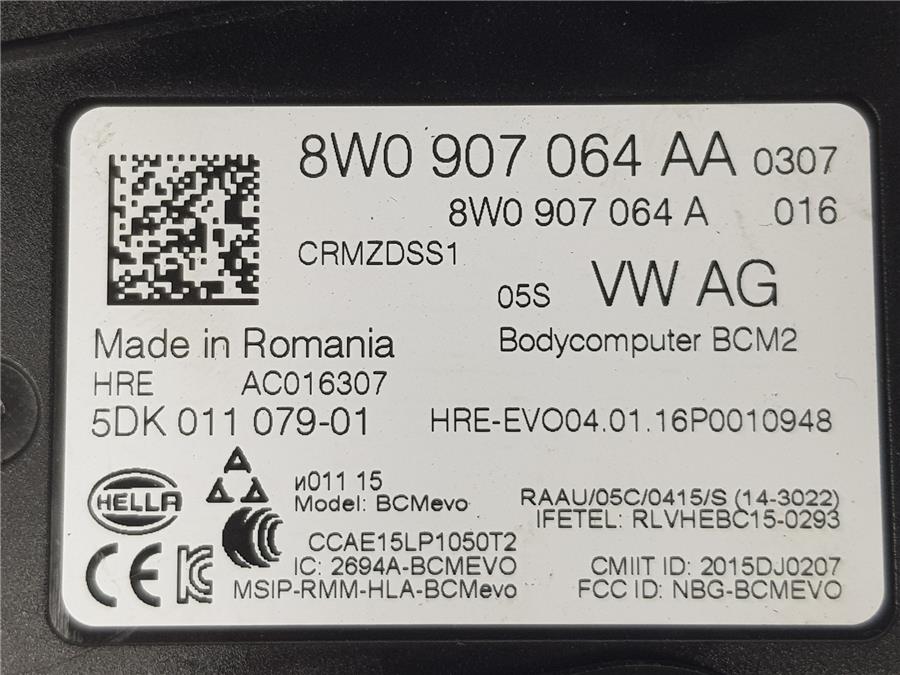 8W0 907 064 AA 0307
8W0 907 064 A 016
CRMZDSS1
05S VW AG
Made in Romania Bodycomputer BCM2
HRE AC016307
5DK 011 079-01 HRE-EVO04.01.16P0010948
HELLA
и011 15
Model: BCMevo RAAU/05C/0415/S (14-3022)
IFETEL: RLVHEBC15-0293
CCAE15LP1050T2
IC: 2694A-BCMEVO CMIIT ID: 2015DJ0207
CE MSIP-RMM-HLA-BCMevo FCC ID: NBG-BCMEVO